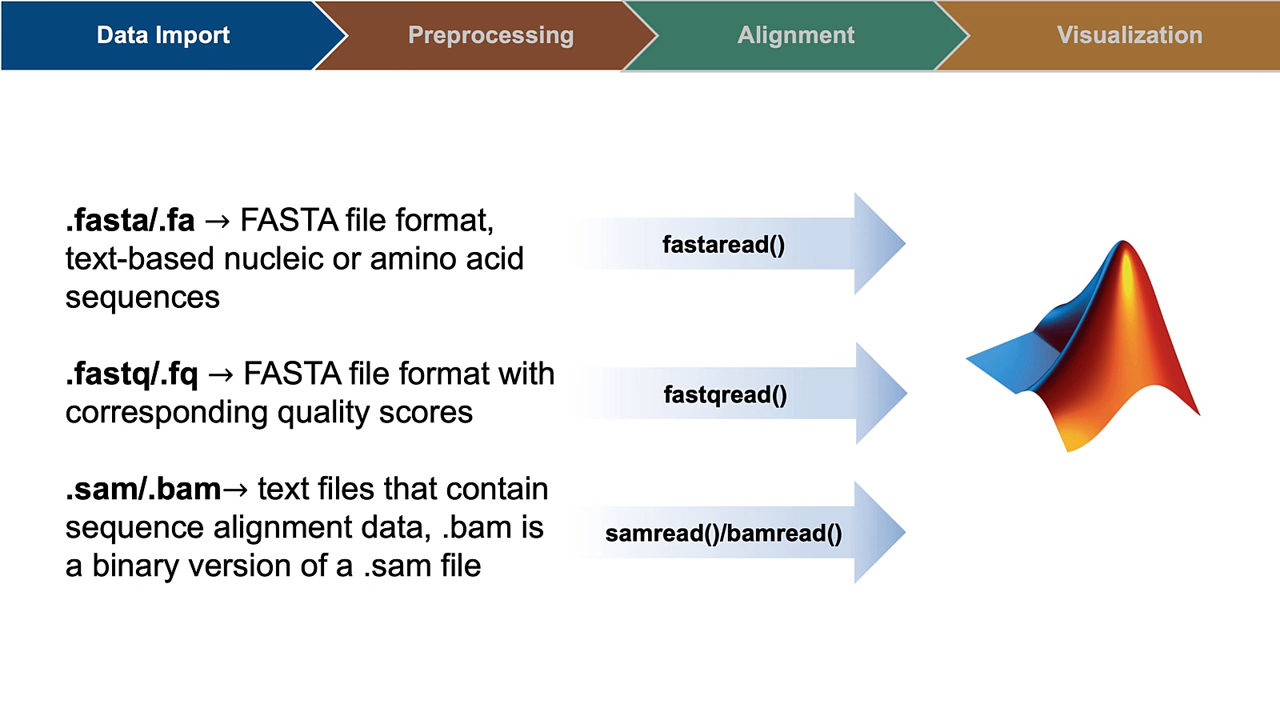 Data Import
Preprocessing
Alignment
Visualization
.fasta/.fa → FASTA file format,
text-based nucleic or amino acid
sequences
fastaread()
.fastq/.fq → FASTA file format with
corresponding quality scores
fastqread()
.sam/.bam→ text files that contain
sequence alignment data, .bam is
a binary version of a .sam file
samread()/bamread()